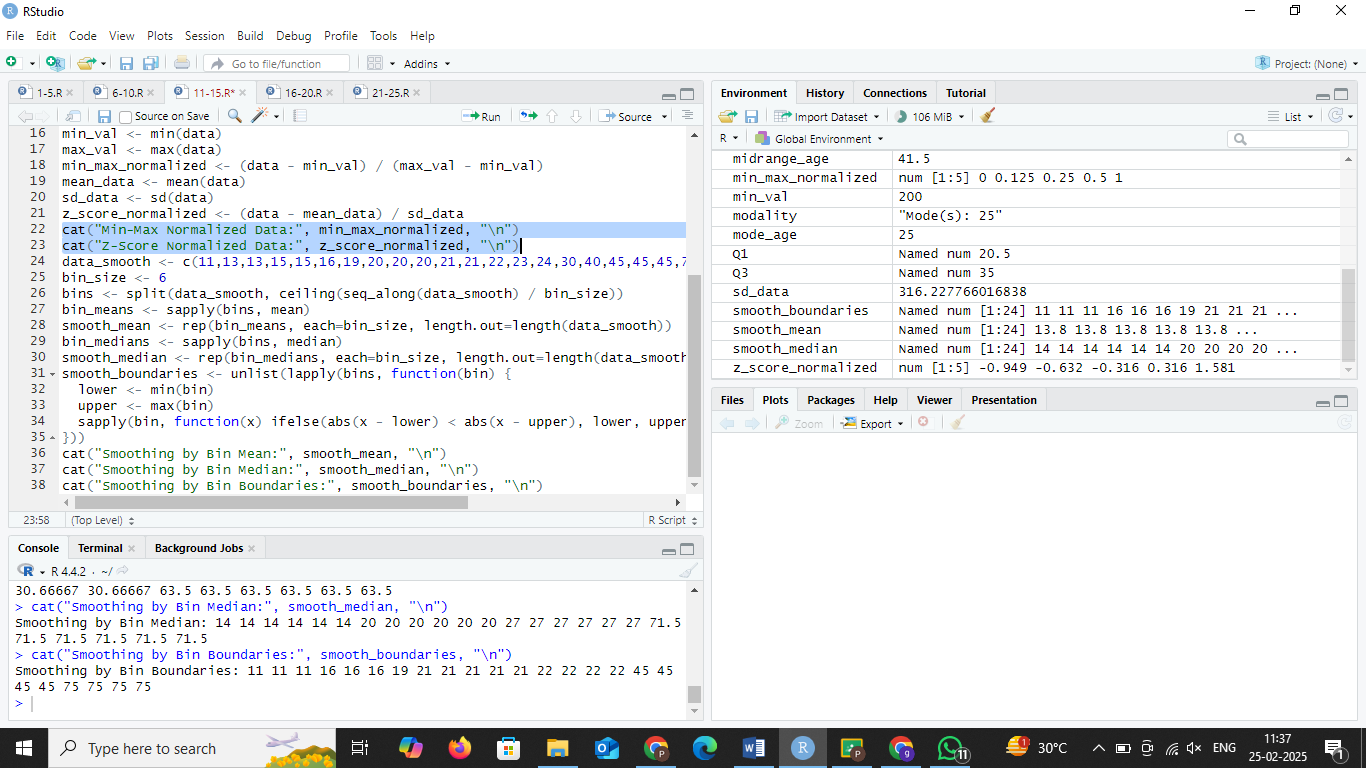 RStudio
File Edit Code View Plots Session Build Debug Profile Tools Help
Go to file/function Addins Project: (None)
1-5.R 6-10.R 11-15.R* 16-20.R 21-25.R
Source on Save Run Source
16 min_val <- min(data)
17 max_val <- max(data)
18 min_max_normalized <- (data - min_val) / (max_val - min_val)
19 mean_data <- mean(data)
20 sd_data <- sd(data)
21 z_score_normalized <- (data - mean_data) / sd_data
22 cat("Min-Max Normalized Data:", min_max_normalized, "\n")
23 cat("Z-Score Normalized Data:", z_score_normalized, "\n")
24 data_smooth <- c(11,13,13,15,15,16,19,20,20,20,21,21,22,23,24,30,40,45,45,45,7
25 bin_size <- 6
26 bins <- split(data_smooth, ceiling(seq_along(data_smooth) / bin_size))
27 bin_means <- sapply(bins, mean)
28 smooth_mean <- rep(bin_means, each=bin_size, length.out=length(data_smooth))
29 bin_medians <- sapply(bins, median)
30 smooth_median <- rep(bin_medians, each=bin_size, length.out=length(data_smooth
31 smooth_boundaries <- unlist(lapply(bins, function(bin) {
32 lower <- min(bin)
33 upper <- max(bin)
34 sapply(bin, function(x) ifelse(abs(x - lower) < abs(x - upper), lower, upper
35 }))
36 cat("Smoothing by Bin Mean:", smooth_mean, "\n")
37 cat("Smoothing by Bin Median:", smooth_median, "\n")
38 cat("Smoothing by Bin Boundaries:", smooth_boundaries, "\n")
23:58 (Top Level) R Script
Console Terminal Background Jobs
R 4.4.2 · ~/
30.66667 30.66667 63.5 63.5 63.5 63.5 63.5 63.5
> cat("Smoothing by Bin Median:", smooth_median, "\n")
Smoothing by Bin Median: 14 14 14 14 14 14 20 20 20 20 20 20 27 27 27 27 27 27 71.5
71.5 71.5 71.5 71.5 71.5
> cat("Smoothing by Bin Boundaries:", smooth_boundaries, "\n")
Smoothing by Bin Boundaries: 11 11 11 16 16 16 19 21 21 21 21 21 22 22 22 22 45 45
45 45 75 75 75 75
>
Environment History Connections Tutorial
Import Dataset 106 MiB List
R Global Environment
midrange_age 41.5
min_max_normalized num [1:5] 0 0.125 0.25 0.5 1
min_val 200
modality "Mode(s): 25"
mode_age 25
Q1 Named num 20.5
Q3 Named num 35
sd_data 316.227766016838
smooth_boundaries Named num [1:24] 11 11 11 16 16 16 19 21 21 21 ...
smooth_mean Named num [1:24] 13.8 13.8 13.8 13.8 13.8 ...
smooth_median Named num [1:24] 14 14 14 14 14 14 20 20 20 20 ...
z_score_normalized num [1:5] -0.949 -0.632 -0.316 0.316 1.581
Files Plots Packages Help Viewer Presentation
Zoom Export
Type here to search
11
1
30°C
ENG
11:37
25-02-2025
1